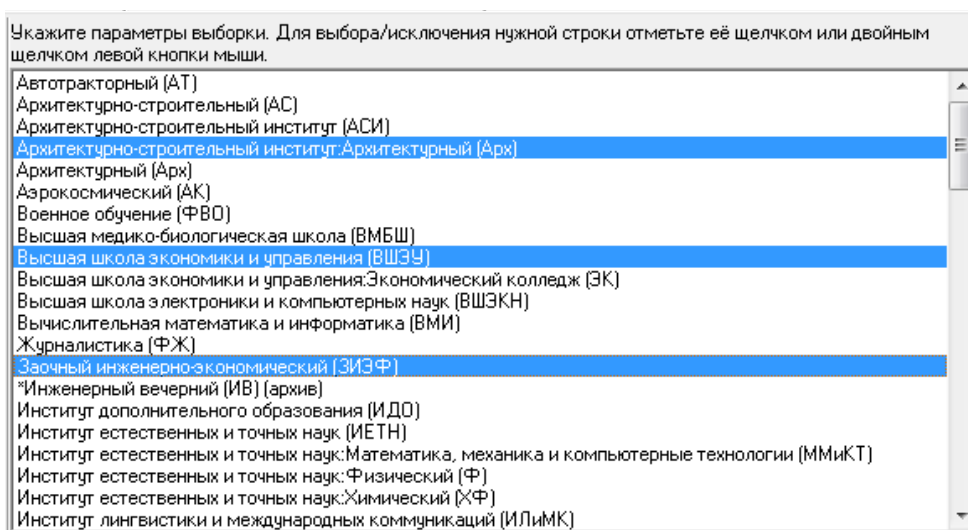 Укажите параметры выборки. Для выбора/исключения нужной строки отметьте её щелчком или двойным
щелчком левой кнопки мыши.
Автотракторный (АТ)
Архитектурно-строительный (АС)
Архитектурно-строительный институт (АСИ)
Архитектурно-строительный институт:Архитектурный (Арх)
Архитектурный (Арх)
Аэрокосмический (АК)
Военное обучение (ФВО)
Высшая медико-биологическая школа (ВМБШ)
Высшая школа экономики и управления (ВШЭУ)
Высшая школа экономики и управления:Экономический колледж (ЭК)
Высшая школа электроники и компьютерных наук (ВШЭКН)
Вычислительная математика и информатика (ВМИ)
Журналистика (ФЖ)
Заочный инженерно-экономический (ЗИЭФ)
*Инженерный вечерний (ИВ) (архив)
Институт дополнительного образования (ИДО)
Институт естественных и точных наук (ИЕТН)
Институт естественных и точных наук:Математика, механика и компьютерные технологии (ММиКТ)
Институт естественных и точных наук:Физический (Ф)
Институт естественных и точных наук:Химический (ХФ)
Институт лингвистики и международных коммуникаций (ИЛиМК)